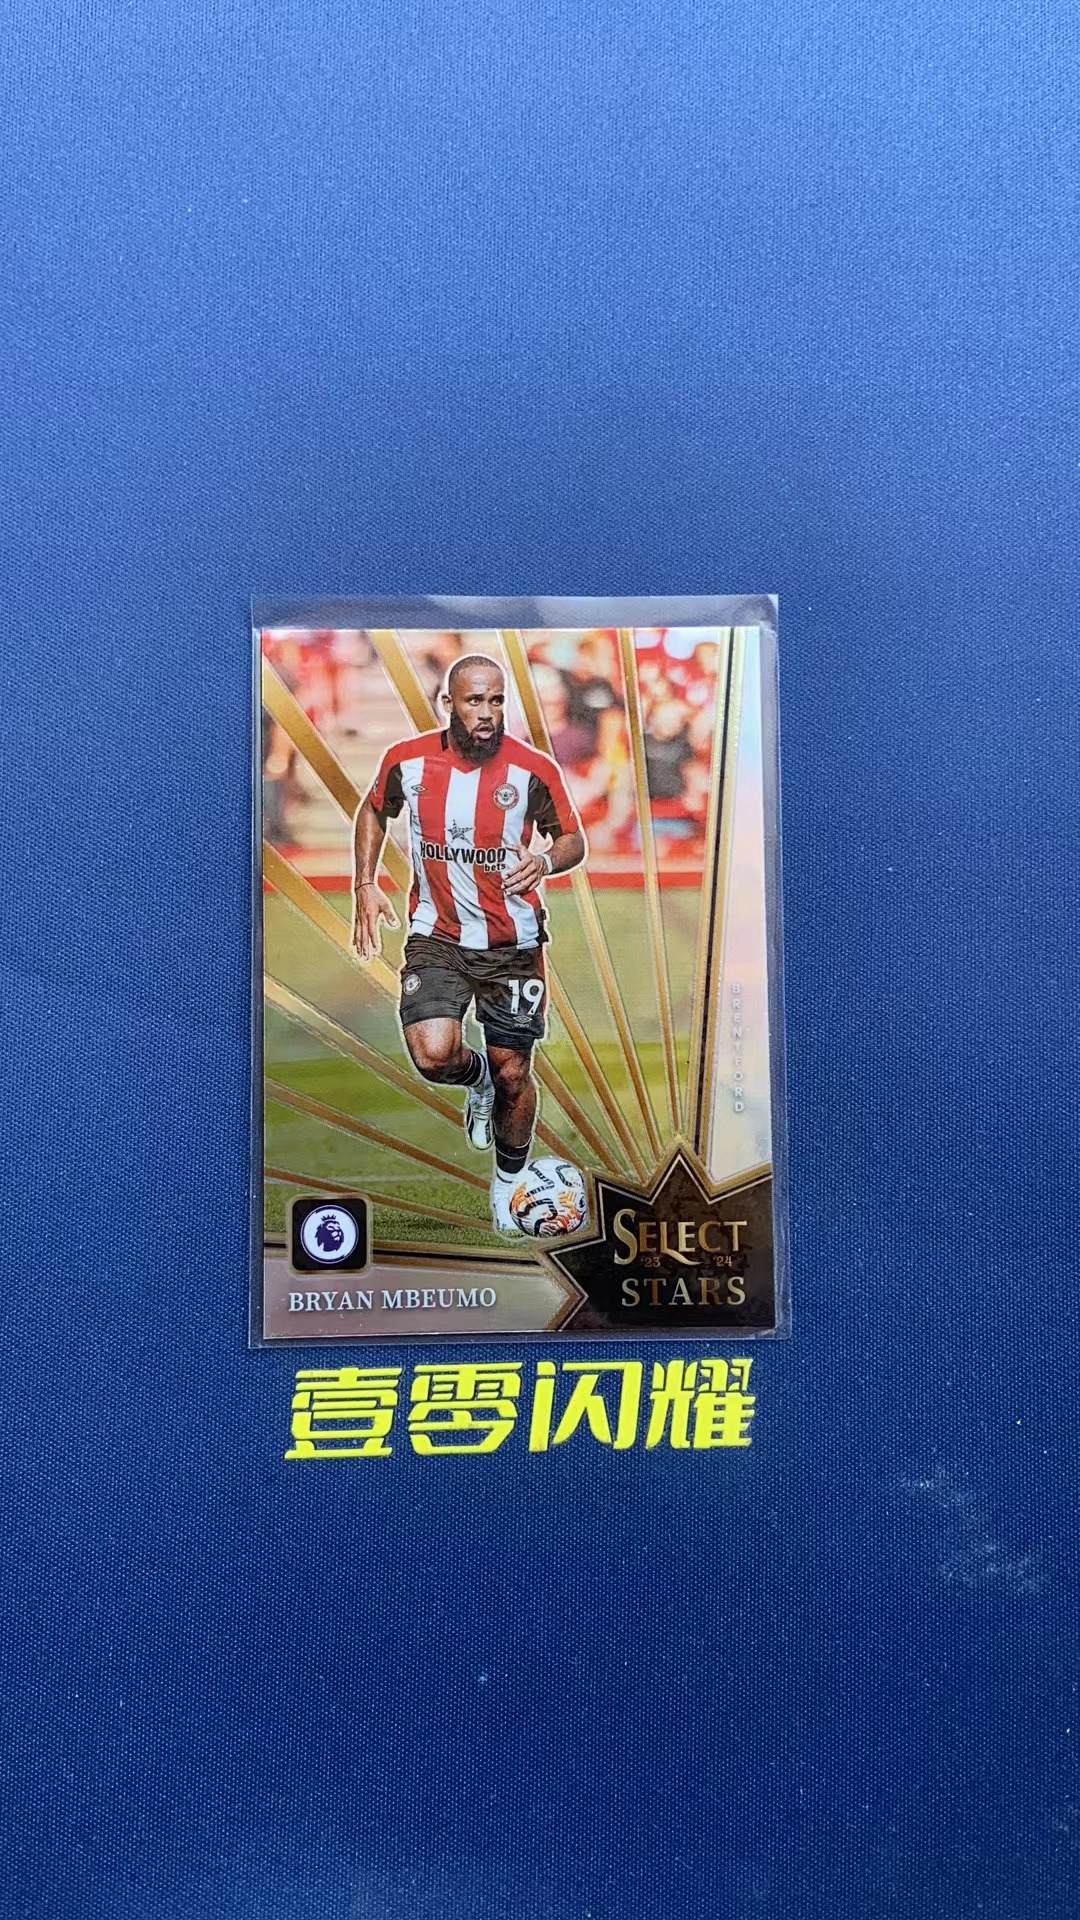 HOLLYWOOD
bets
19
BRENTFORD
SELECT
'23 '24
STARS
BRYAN MBEUMO
壹零闪耀